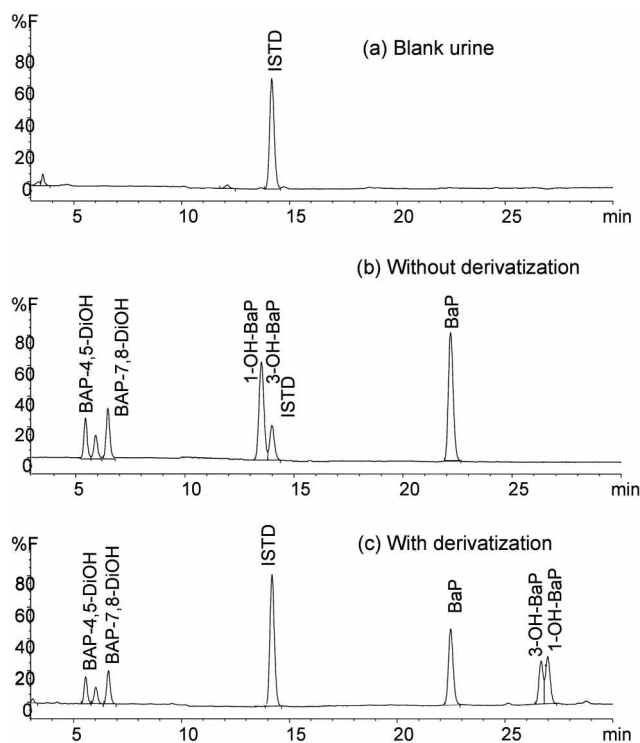 %F
ISTD
(a) Blank urine
80
60
40
20
0
5 10 15 20 25 min
(b) Without derivatization
%F
BAP-4,5-DiOH
BAP-7,8-DiOH
1-OH-BaP
3-OH-BaP
ISTD
BaP
80
60
40
20
0
5 10 15 20 25 min
(c) With derivatization
%F
BAP-4,5-DiOH
BAP-7,8-DiOH
ISTD
BaP
3-OH-BaP
1-OH-BaP
80
60
40
20
0
5 10 15 20 25 min